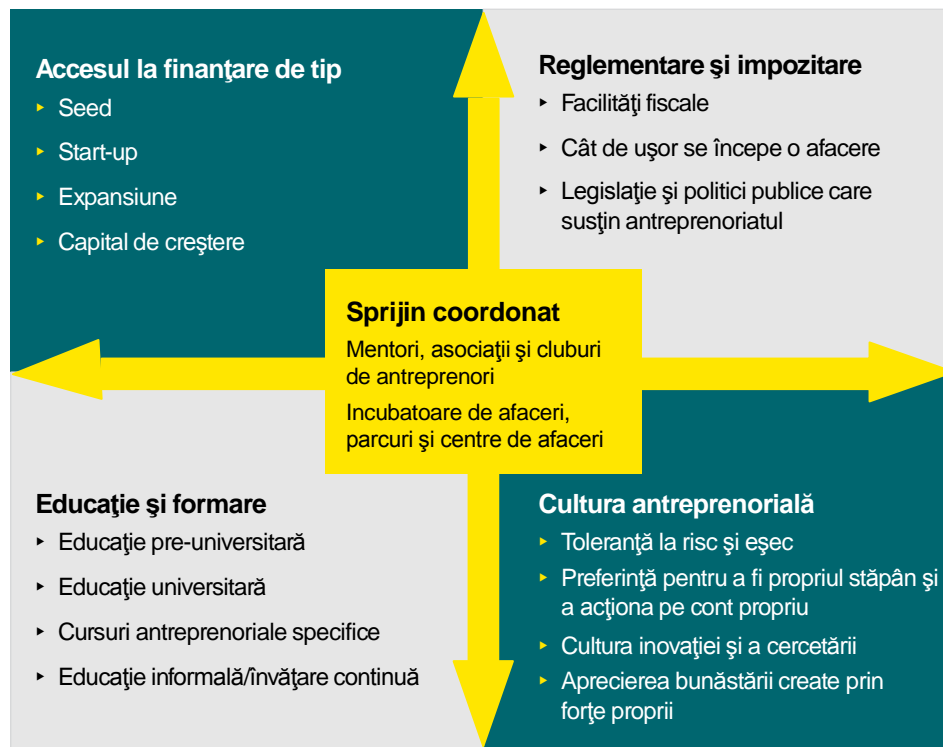 Accesul la finanţare de tip
▸ Seed
▸ Start-up
▸ Expansiune
▸ Capital de creştere
Reglementare şi impozitare
▸ Facilităţi fiscale
▸ Cât de uşor se începe o afacere
▸ Legislaţie şi politici publice care
susţin antreprenoriatul
Sprijin coordonat
Mentori, asociaţii şi cluburi
de antreprenori
Incubatoare de afaceri,
parcuri şi centre de afaceri
Educaţie şi formare
▸ Educaţie pre-universitară
▸ Educaţie universitară
▸ Cursuri antreprenoriale specifice
▸ Educaţie informală/învăţare continuă
Cultura antreprenorială
▸ Toleranţă la risc şi eşec
▸ Preferinţă pentru a fi propriul stăpân şi
a acţiona pe cont propriu
▸ Cultura inovaţiei şi a cercetării
▸ Aprecierea bunăstării create prin
forţe proprii